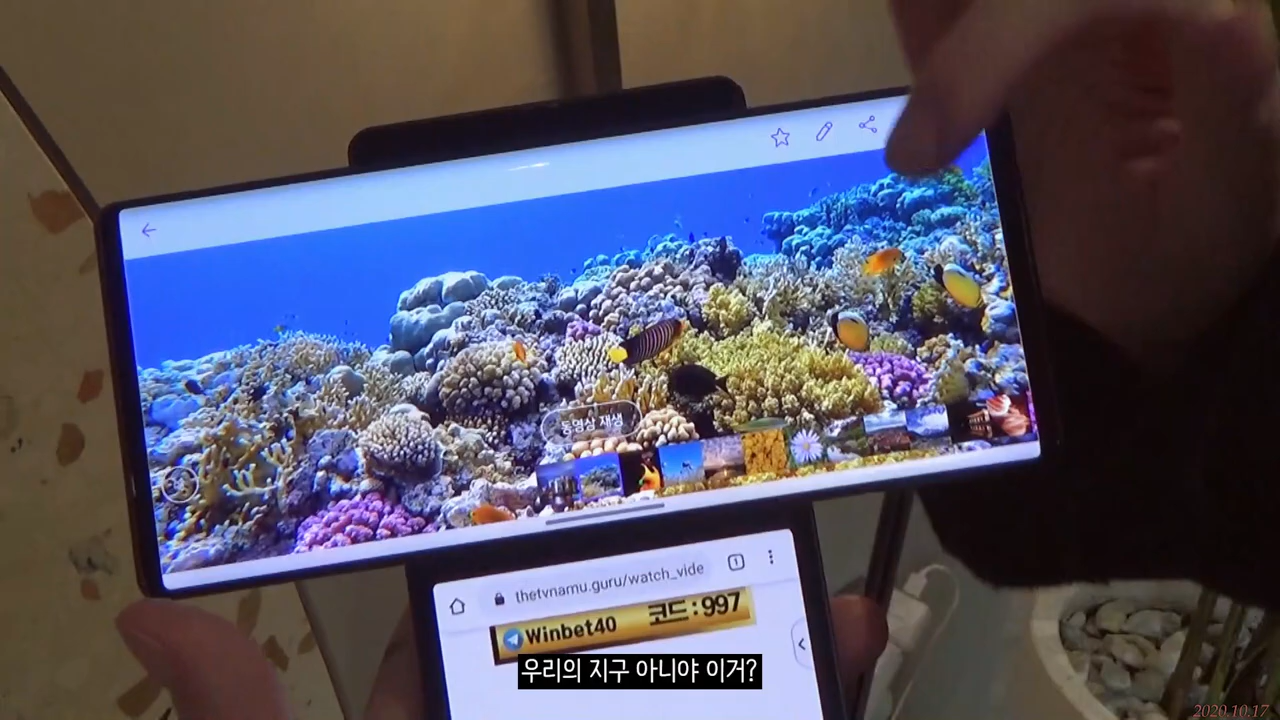 동영상 재생
thetvnamu.guru/watch_vide
1
Winbet40 코드:997
우리의 지구 아니야 이거?
2020.10.17